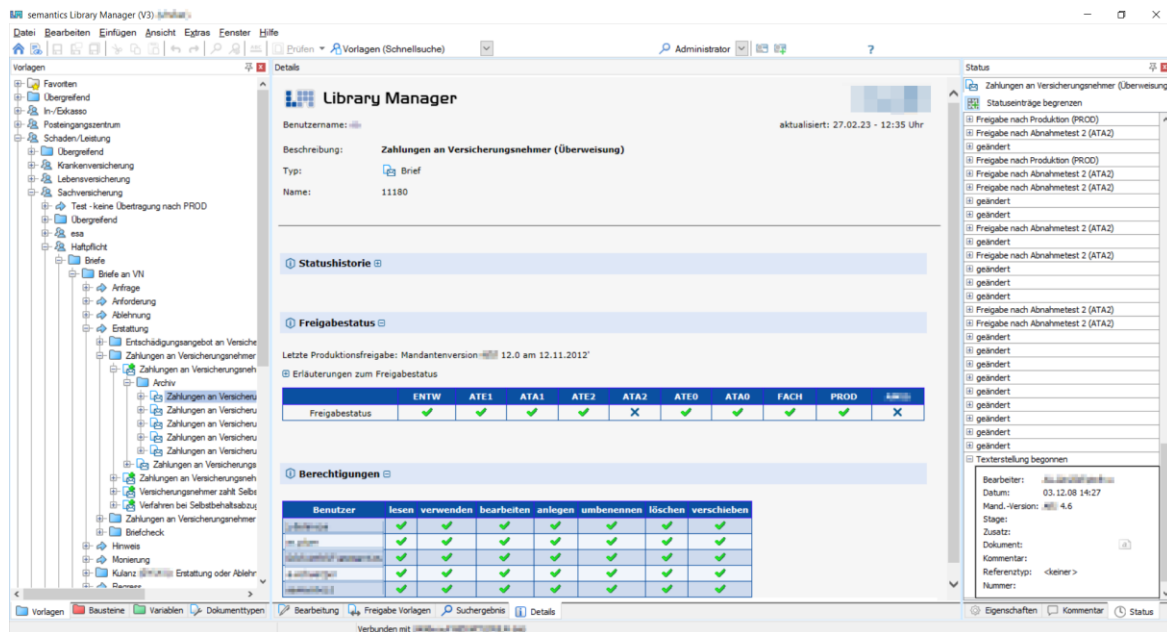 semantics Library Manager (V3)
Datei Bearbeiten Einfügen Ansicht Extras Fenster Hilfe
Prüfen Vorlagen (Schnellsuche) Administrator ?
Vorlagen
Favoriten
Übergreifend
In-/Exkasso
Posteingangszentrum
Schaden/Leistung
Übergreifend
Krankenversicherung
Lebensversicherung
Sachversicherung
Test - keine Übertragung nach PROD
Übergreifend
esa
Haftpflicht
Briefe
Briefe an VN
Anfrage
Anforderung
Ablehnung
Erstattung
Entschädigungsangebot an Versiche
Zahlungen an Versicherungsnehmer
Zahlungen an Versicherungsneh
Archiv
Zahlungen an Versicheru
Zahlungen an Versicheru
Zahlungen an Versicheru
Zahlungen an Versicheru
Zahlungen an Versicheru
Zahlungen an Versicherungs
Zahlungen an Versicherungsneh
Versicherungsnehmer zahlt Selbs
Verfahren bei Selbstbehaltsabzug
Zahlungen an Versicherungsnehmer
Briefcheck
Hinweis
Monierung
Kulanz Erstattung oder Ablehn
Regress
Vorlagen Bausteine Variablen Dokumenttypen
Details
Library Manager
Benutzername: aktualisiert: 27.02.23 - 12:35 Uhr
Beschreibung: Zahlungen an Versicherungsnehmer (Überweisung)
Typ: Brief
Name: 11180
Statushistorie
Freigabestatus
Letzte Produktionsfreigabe: Mandantenversion 12.0 am 12.11.2012'
Erläuterungen zum Freigabestatus
ENTW ATE1 ATA1 ATE2 ATA2 ATE0 ATA0 FACH PROD
Freigabestatus
Berechtigungen
Benutzer lesen verwenden bearbeiten anlegen umbenennen löschen verschieben
Bearbeitung Freigabe Vorlagen Suchergebnis Details
Status
Zahlungen an Versicherungsnehmer (Überweisung
Statuseinträge begrenzen
Freigabe nach Produktion (PROD)
Freigabe nach Abnahmetest 2 (ATA2)
geändert
Freigabe nach Produktion (PROD)
Freigabe nach Abnahmetest 2 (ATA2)
Freigabe nach Abnahmetest 2 (ATA2)
geändert
geändert
Freigabe nach Abnahmetest 2 (ATA2)
geändert
Freigabe nach Abnahmetest 2 (ATA2)
geändert
geändert
geändert
Freigabe nach Abnahmetest 2 (ATA2)
Freigabe nach Abnahmetest 2 (ATA2)
geändert
geändert
geändert
geändert
geändert
geändert
geändert
geändert
geändert
Texterstellung begonnen
Bearbeiter:
Datum: 03.12.08 14:27
Mand.-Version: 4.6
Stage:
Zusatz:
Dokument:
Kommentar:
Referenztyp: <keiner>
Nummer:
Eigenschaften Kommentar Status
Verbunden mit